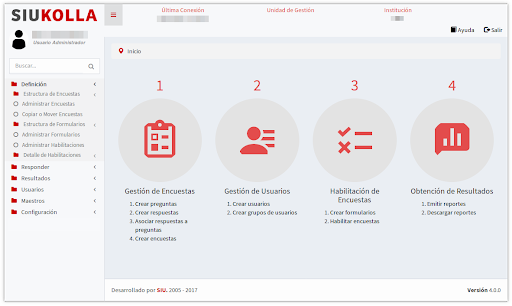 SIUKOLLA
Usuario Administrador
Buscar...
Definición
Estructura de Encuestas
Administrar Encuestas
Copiar o Mover Encuestas
Estructura de Formularios
Administrar Formularios
Administrar Habilitaciones
Detalle de Habilitaciones
Responder
Resultados
Usuarios
Maestros
Configuración
Última Conexión
Unidad de Gestión
Institución
Ayuda
Salir
Inicio
1
Gestión de Encuestas
1. Crear preguntas
2. Crear respuestas
3. Asociar respuestas a
preguntas
4. Crear encuestas
2
Gestión de Usuarios
1. Crear usuarios
2. Crear grupos de usuarios
3
Habilitación de
Encuestas
1. Crear formularios
2. Habilitar encuestas
4
Obtención de Resultados
1. Emitir reportes
2. Descargar reportes
Desarrollado por SIU. 2005 - 2017
Versión 4.0.0